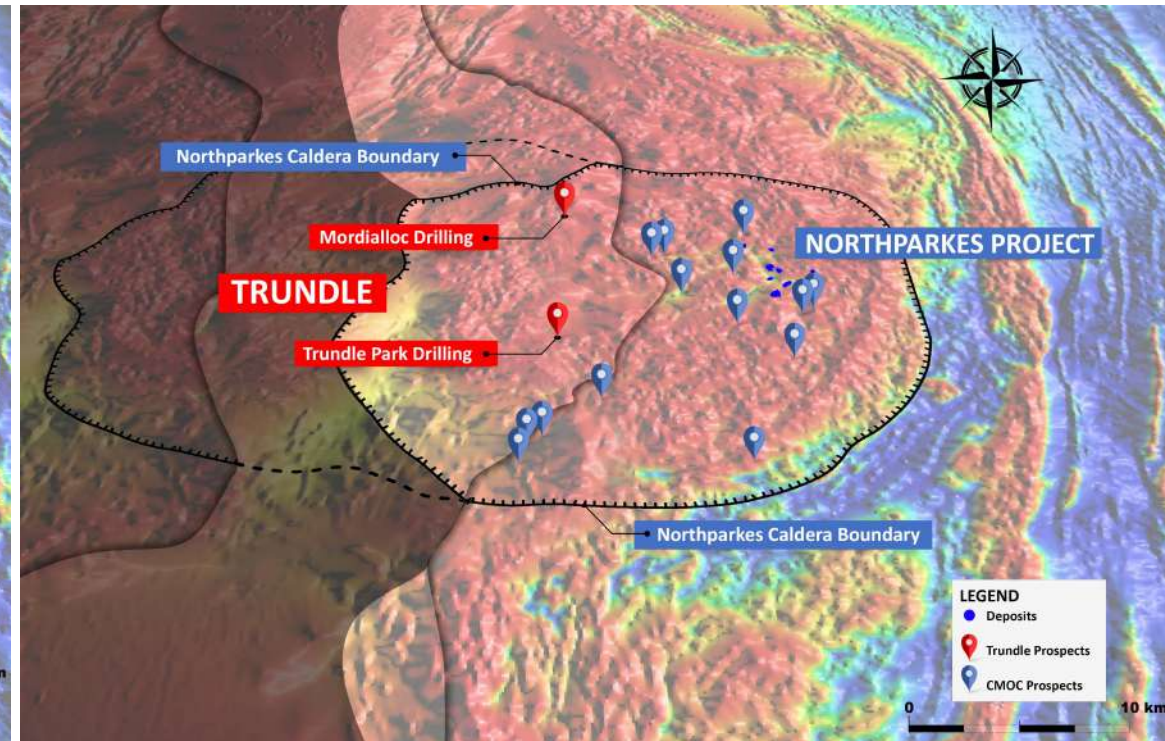 Northparkes Caldera Boundary
Mordialloc Drilling
NORTHPARKES PROJECT
TRUNDLE
Trundle Park Drilling
Northparkes Caldera Boundary
LEGEND
Deposits
Trundle Prospects
CMOC Prospects
0
10 km